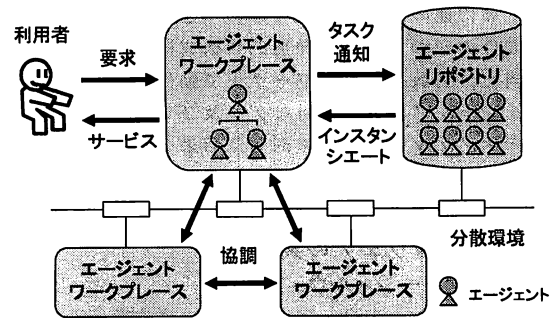 利用者
要求
サービス
エージェント
ワークプレース
タスク
通知
インスタン
シエート
エージェント
リポジトリ
分散環境
エージェント
ワークプレース
協調
エージェント
ワークプレース
エージェント